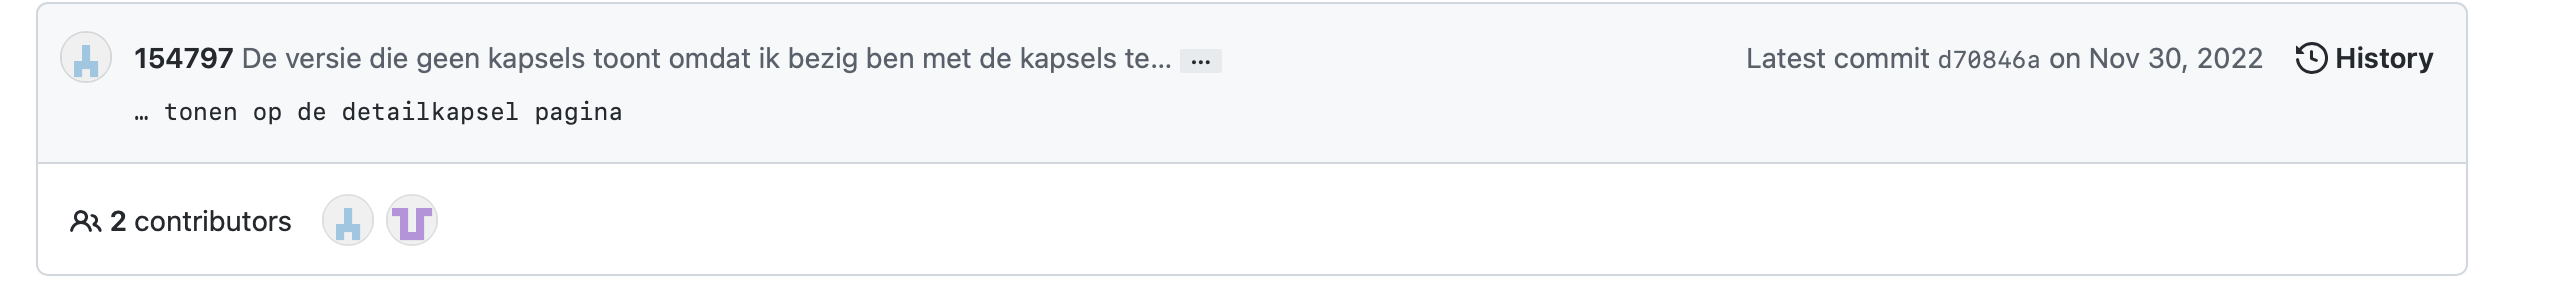 154797 De versie die geen kapsels toont omdat ik bezig ben met de kapsels te... ... Latest commit d70846a on Nov 30, 2022 History
… tonen op de detailkapsel pagina
2 contributors